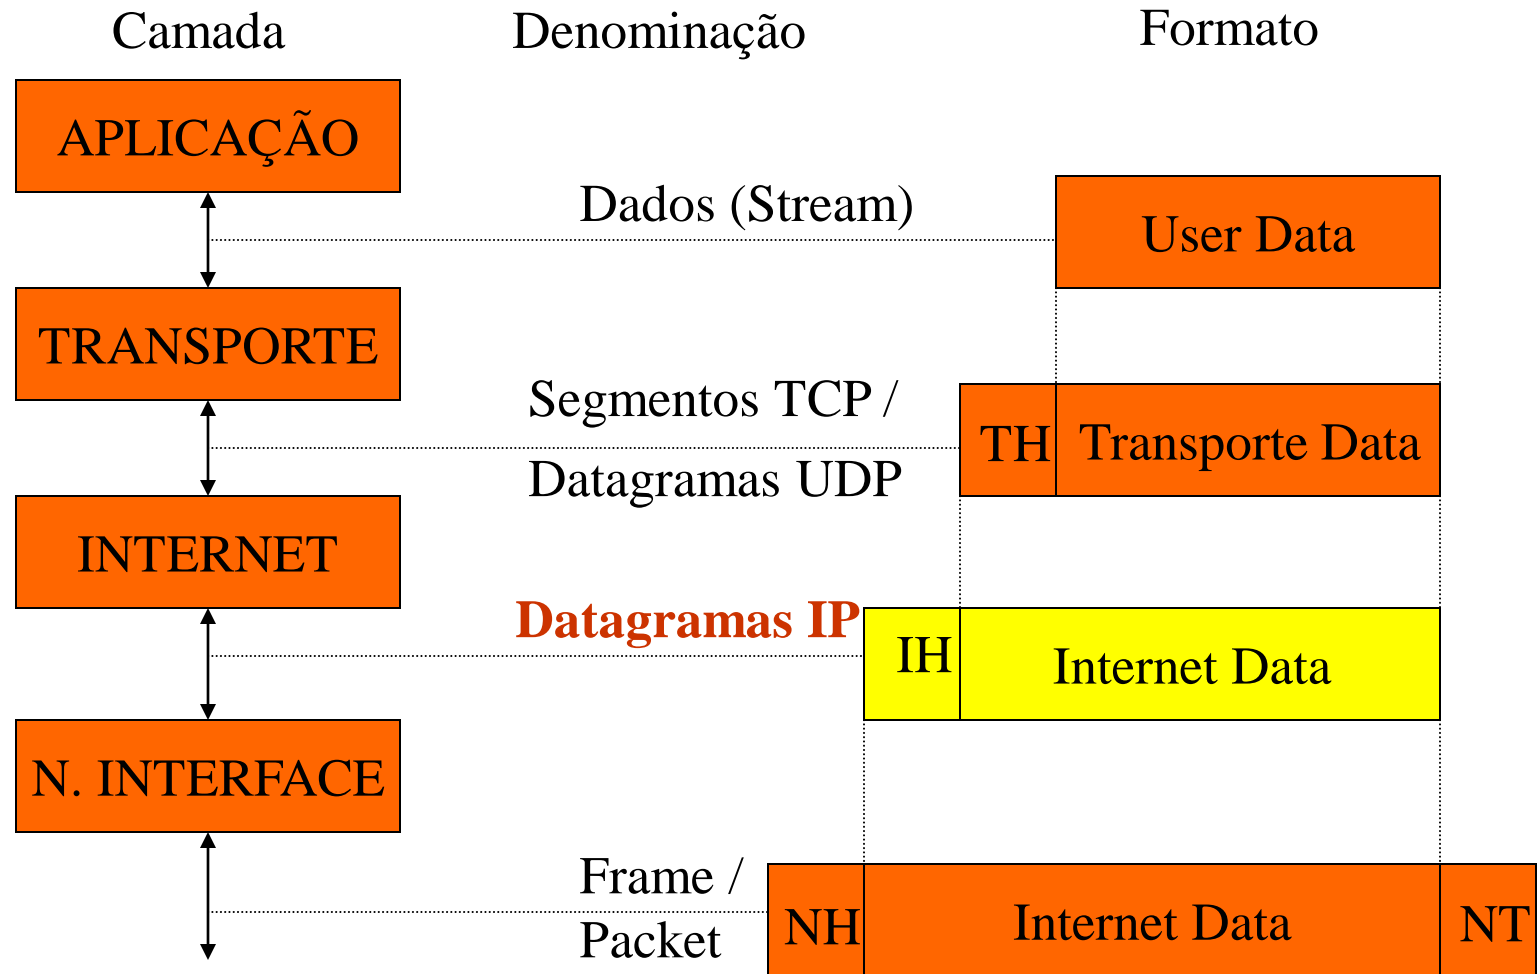 Camada Denominação Formato
APLICAÇÃO
Dados (Stream)
User Data
TRANSPORTE
Segmentos TCP /
Datagramas UDP
TH Transporte Data
INTERNET
Datagramas IP
IH Internet Data
N. INTERFACE
Frame /
Packet
NH Internet Data NT